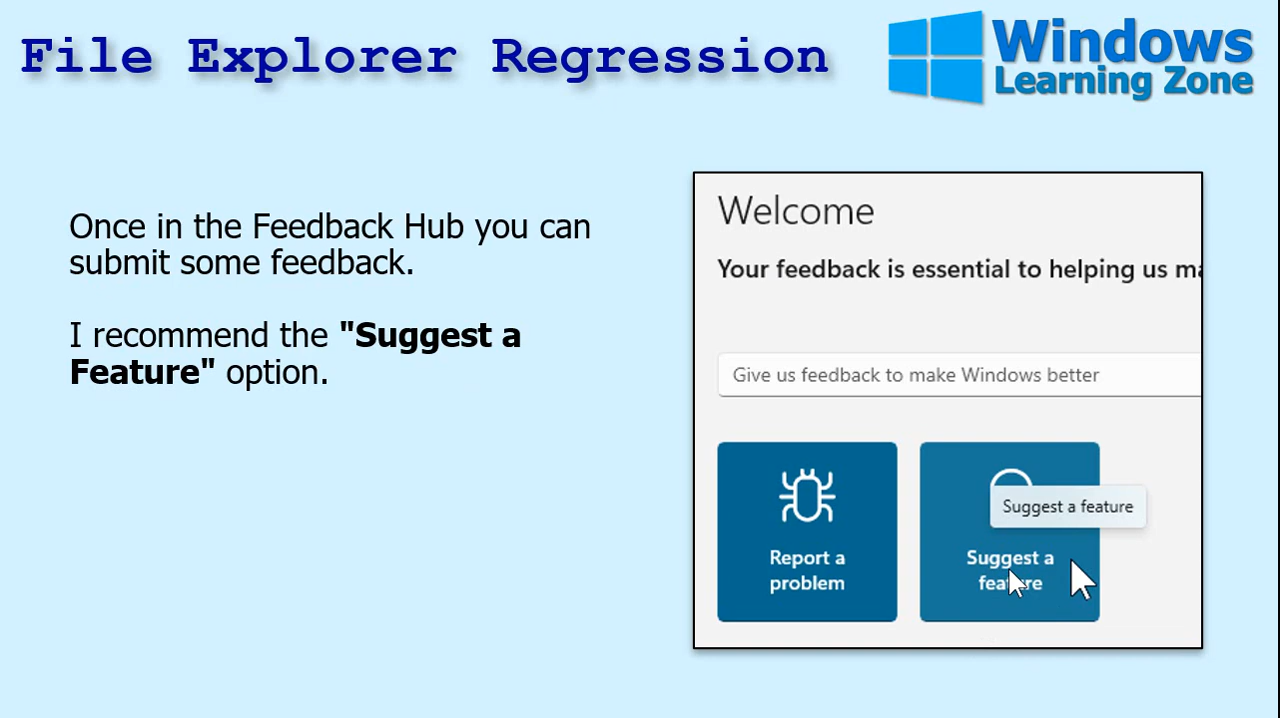 File Explorer Regression
Windows
Learning Zone
Once in the Feedback Hub you can
submit some feedback.
I recommend the "Suggest a
Feature" option.
Welcome
Your feedback is essential to helping us
Give us feedback to make Windows better
Report a
problem
Suggest a feature
Suggest a
feature